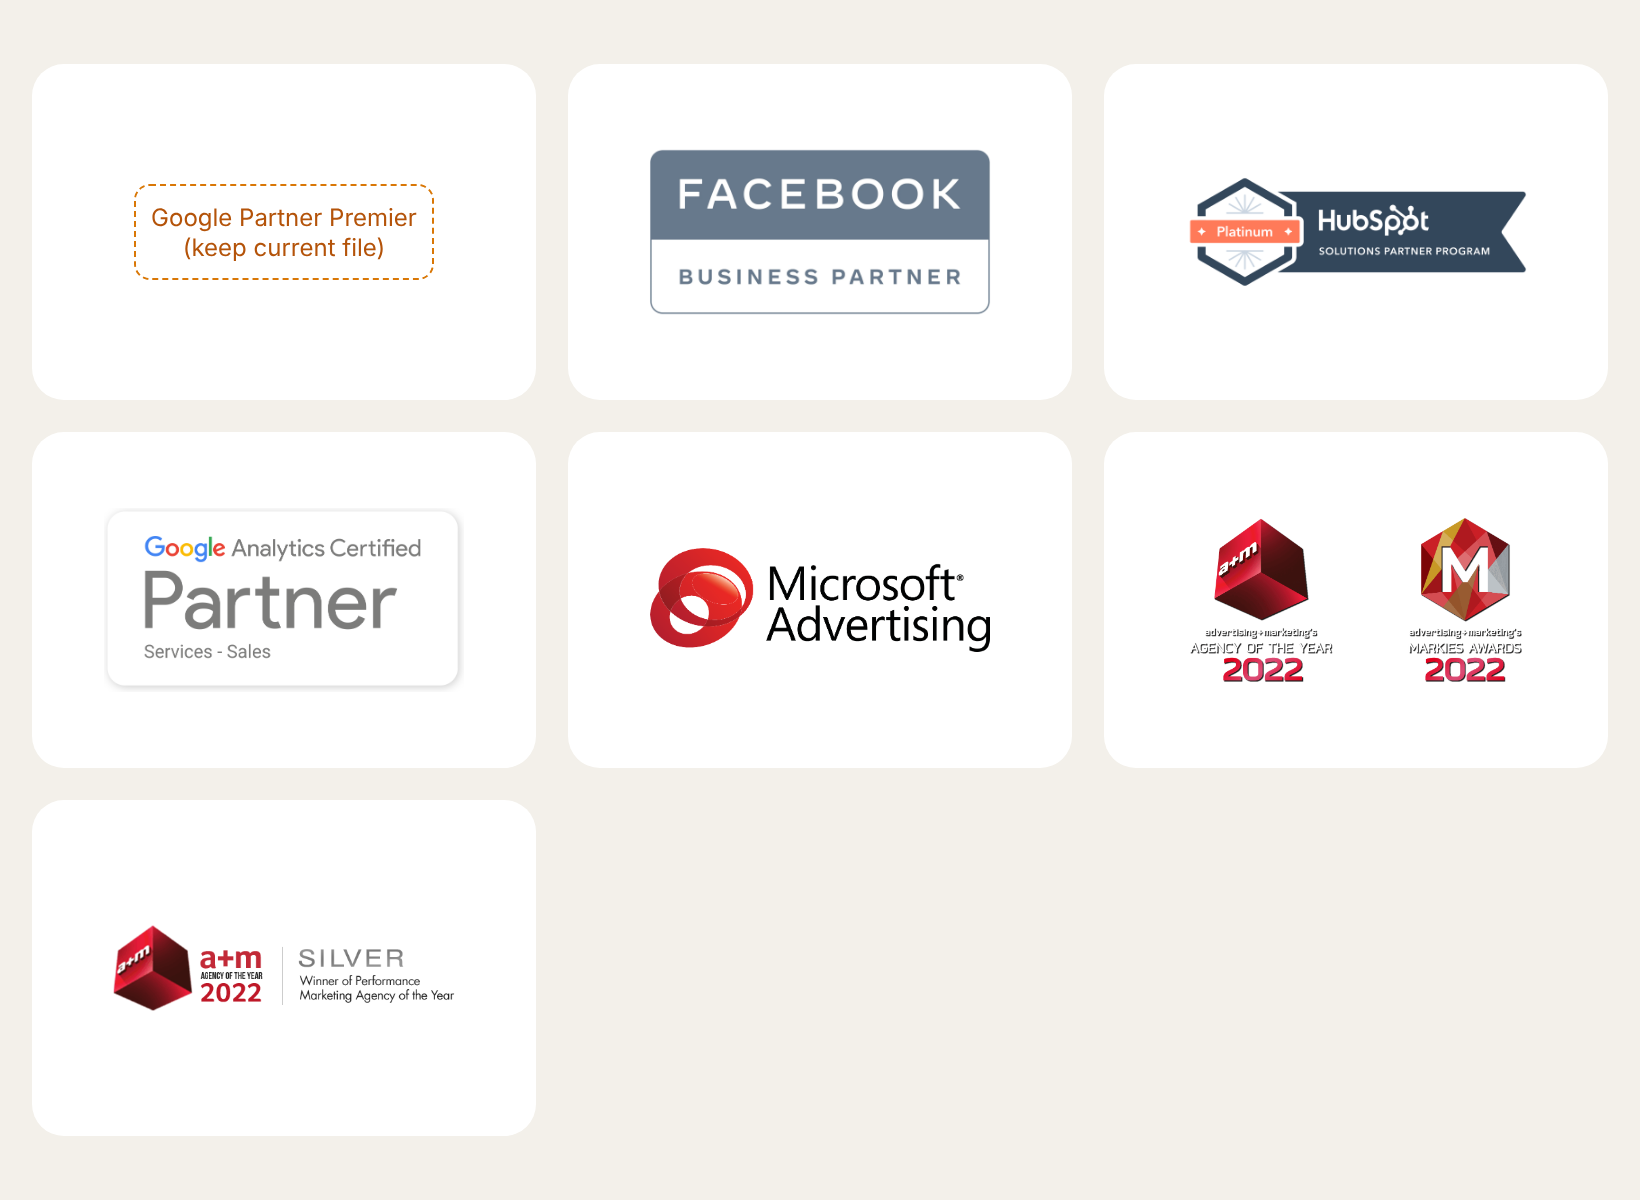 Google Partner Premier
(keep current file)
FACEBOOK
BUSINESS PARTNER
Platinum
HubSpot
SOLUTIONS PARTNER PROGRAM
Google Analytics Certified
Partner
Services - Sales
Microsoft®
Advertising
a+m
advertising+marketing's
AGENCY OF THE YEAR
2022
M
advertising+marketing's
MARKIES AWARDS
2022
a+m
a+m
AGENCY OF THE YEAR
2022
SILVER
Winner of Performance
Marketing Agency of the Year